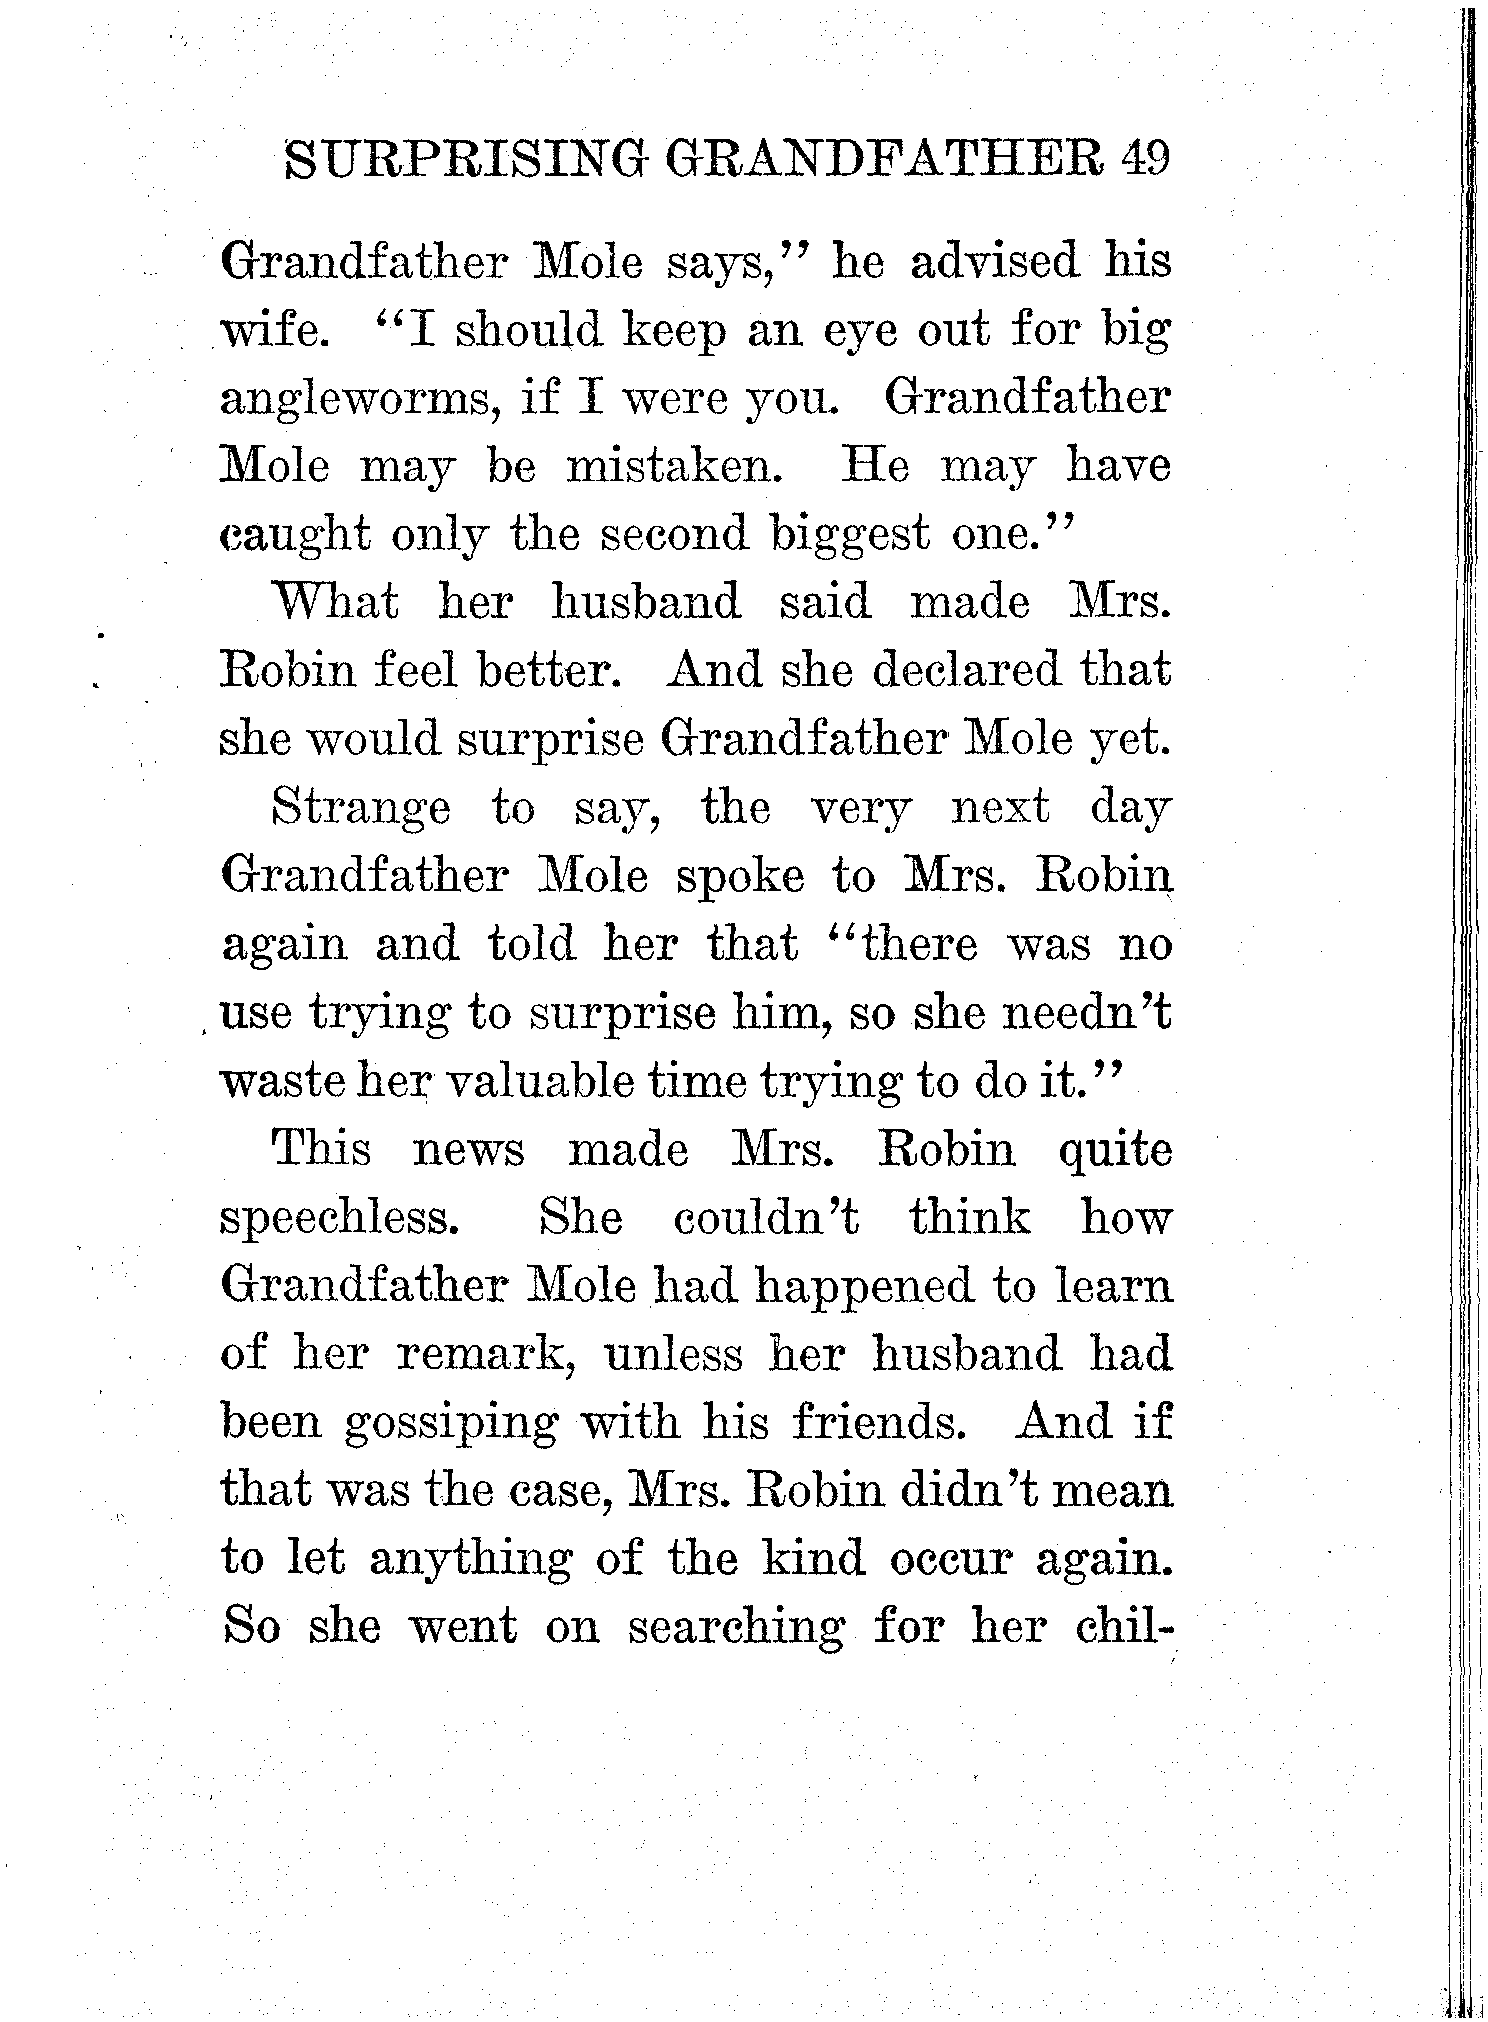 SURPRISING GRANDFATHER 49
Grandfather Mole says," he advised his
wife. "I should keep an eye out for big
angleworms, if I were you. Grandfather
Mole may be mistaken. He may have
caught only the second biggest one."
What her husband said made Mrs.
Robin feel better. And she declared that
she would surprise Grandfather Mole yet.
Strange to say, the very next day
Grandfather Mole spoke to Mrs. Robin
again and told her that "there was no
use trying to surprise him, so she needn't
waste her valuable time trying to do it."
This news made Mrs. Robin quite
speechless. She couldn't think how
Grandfather Mole had happened to learn
of her remark, unless her husband had
been gossiping with his friends. And if
that was the case, Mrs. Robin didn't mean
to let anything of the kind occur again.
So she went on searching for her chil-